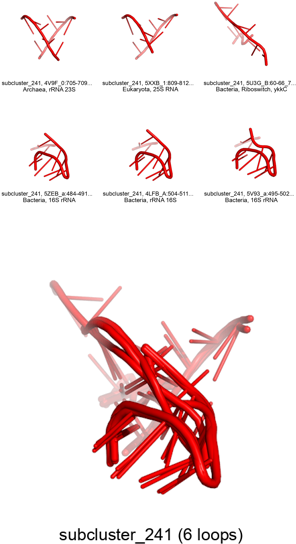 subcluster_241, 4V9F_0:705-709...
Archaea, rRNA 23S
subcluster_241, 5XXB_1:809-812...
Eukaryota, 25S RNA
subcluster_241, 5U3G_B:60-66_7...
Bacteria, Riboswitch, ykkC
subcluster_241, 5ZEB_a:484-491...
Bacteria, 16S rRNA
subcluster_241, 4LFB_A:504-511...
Bacteria, rRNA 16S
subcluster_241, 5V93_a:495-502...
Bacteria, 16S rRNA
subcluster_241 (6 loops)